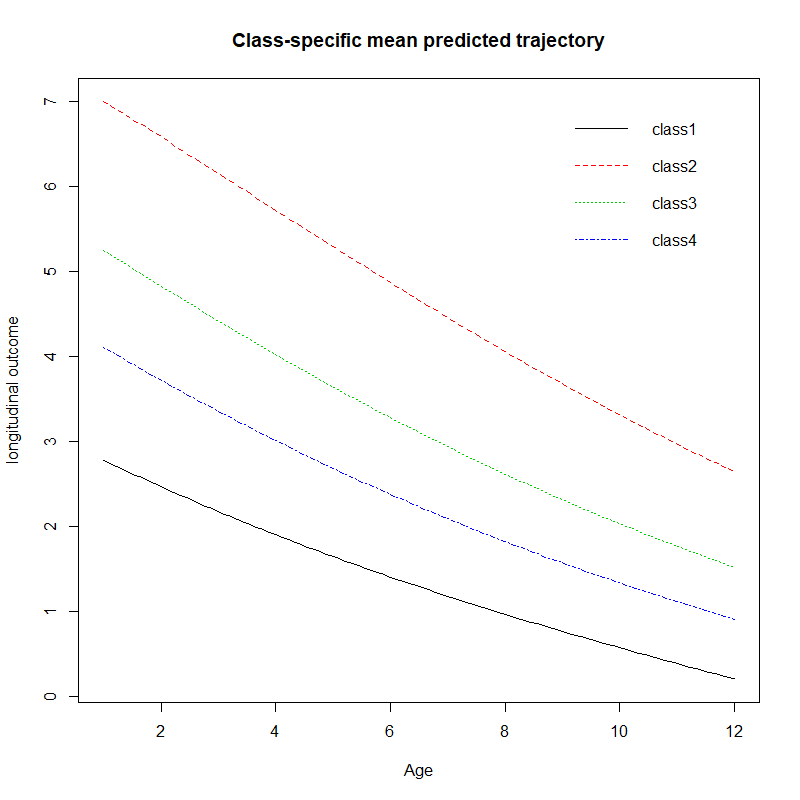 Class-specific mean predicted trajectory
class1
class2
class3
class4
7
6
5
4
3
2
1
0
longitudinal outcome
2 4 6 8 10 12
Age